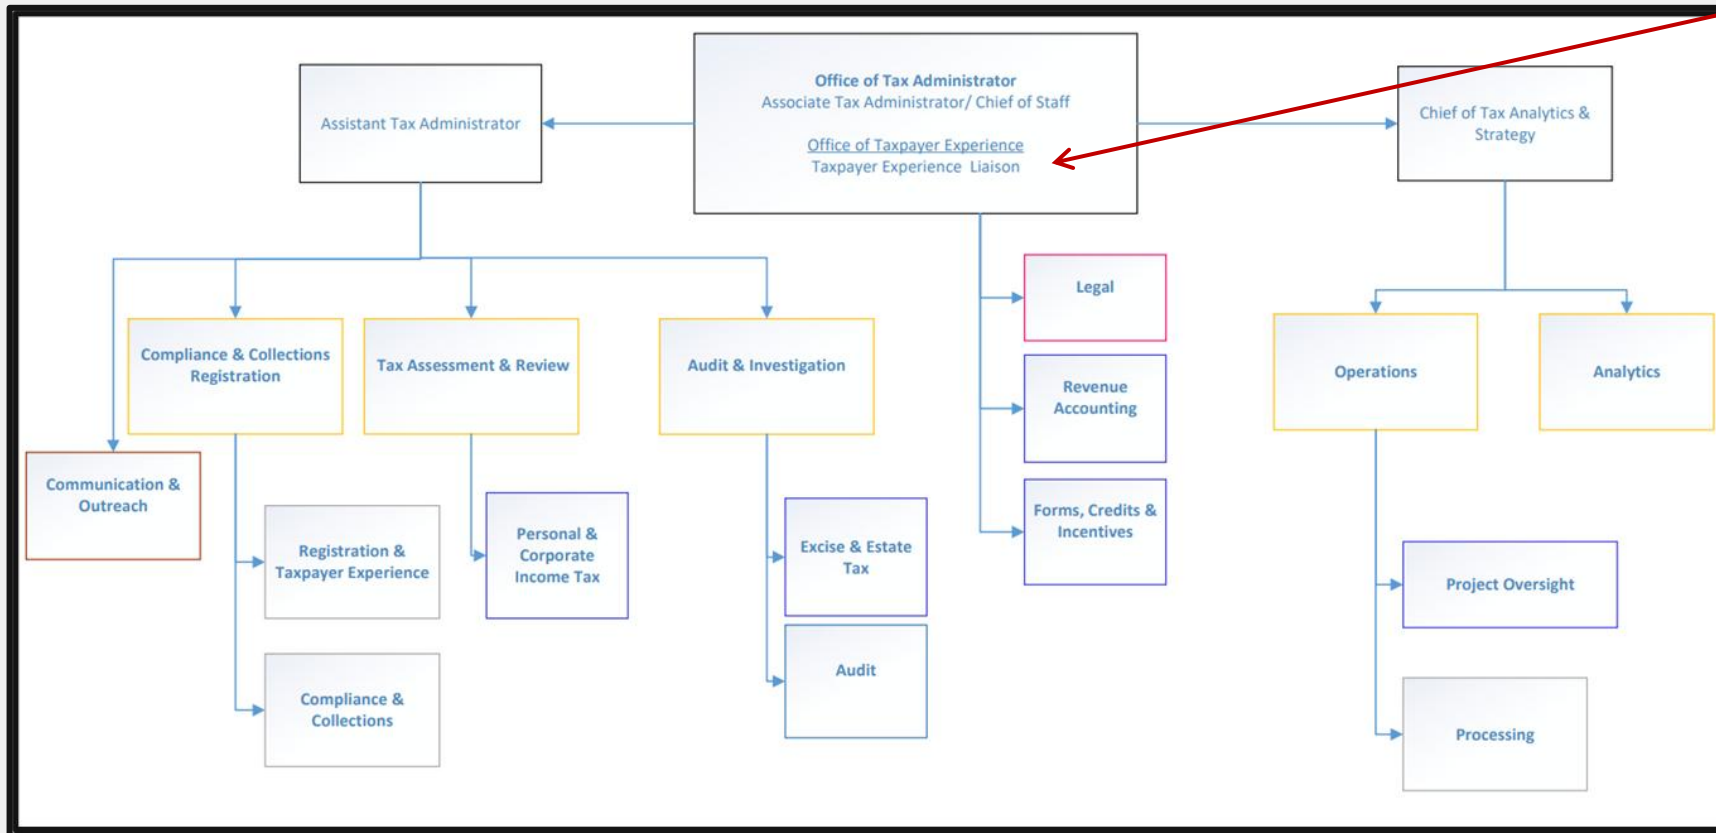 Office of Tax Administrator
Associate Tax Administrator/ Chief of Staff
Office of Taxpayer Experience
Taxpayer Experience Liaison
Assistant Tax Administrator
Chief of Tax Analytics &
Strategy
Legal
Revenue
Accounting
Forms, Credits &
Incentives
Compliance & Collections
Registration
Tax Assessment & Review
Audit & Investigation
Operations
Analytics
Communication &
Outreach
Registration &
Taxpayer Experience
Personal &
Corporate
Income Tax
Excise & Estate
Tax
Project Oversight
Compliance &
Collections
Audit
Processing